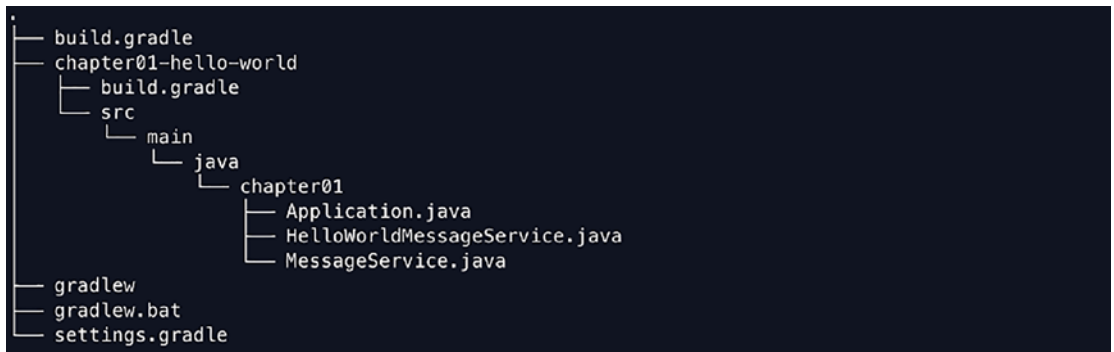 .
├── build.gradle
├── chapter01-hello-world
│   ├── build.gradle
│   └── src
│       └── main
│           └── java
│               └── chapter01
│                   ├── Application.java
│                   ├── HelloWorldMessageService.java
│                   └── MessageService.java
├── gradlew
├── gradlew.bat
└── settings.gradle